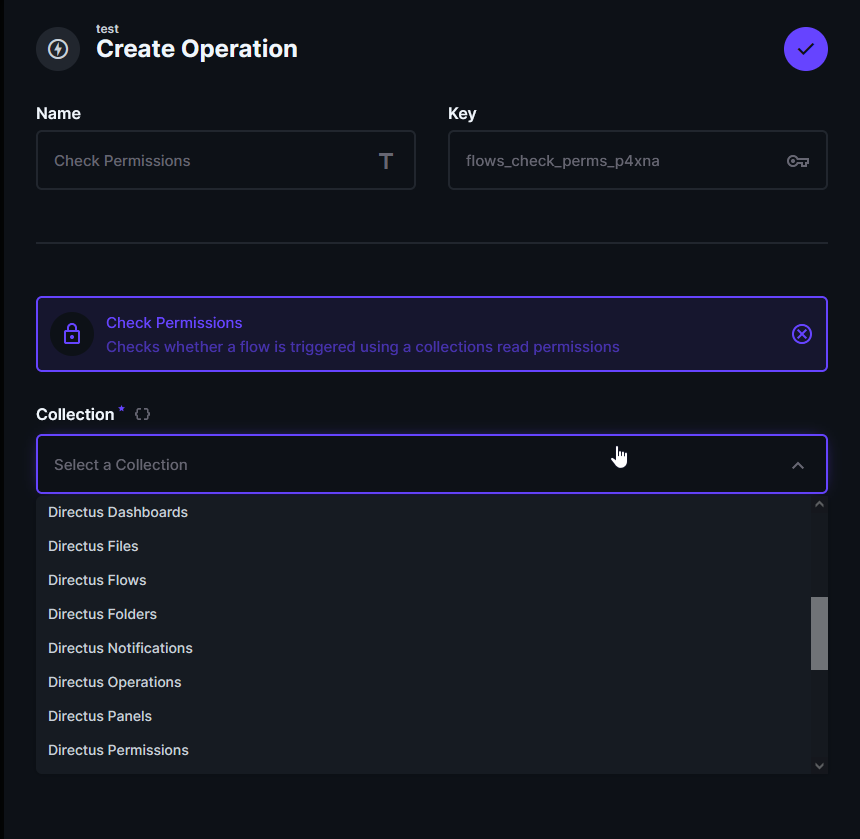 test
Create Operation
Name
Key
Check Permissions
flows_check_perms_p4xna
Check Permissions
Checks whether a flow is triggered using a collections read permissions
Collection *
Select a Collection
Directus Dashboards
Directus Files
Directus Flows
Directus Folders
Directus Notifications
Directus Operations
Directus Panels
Directus Permissions